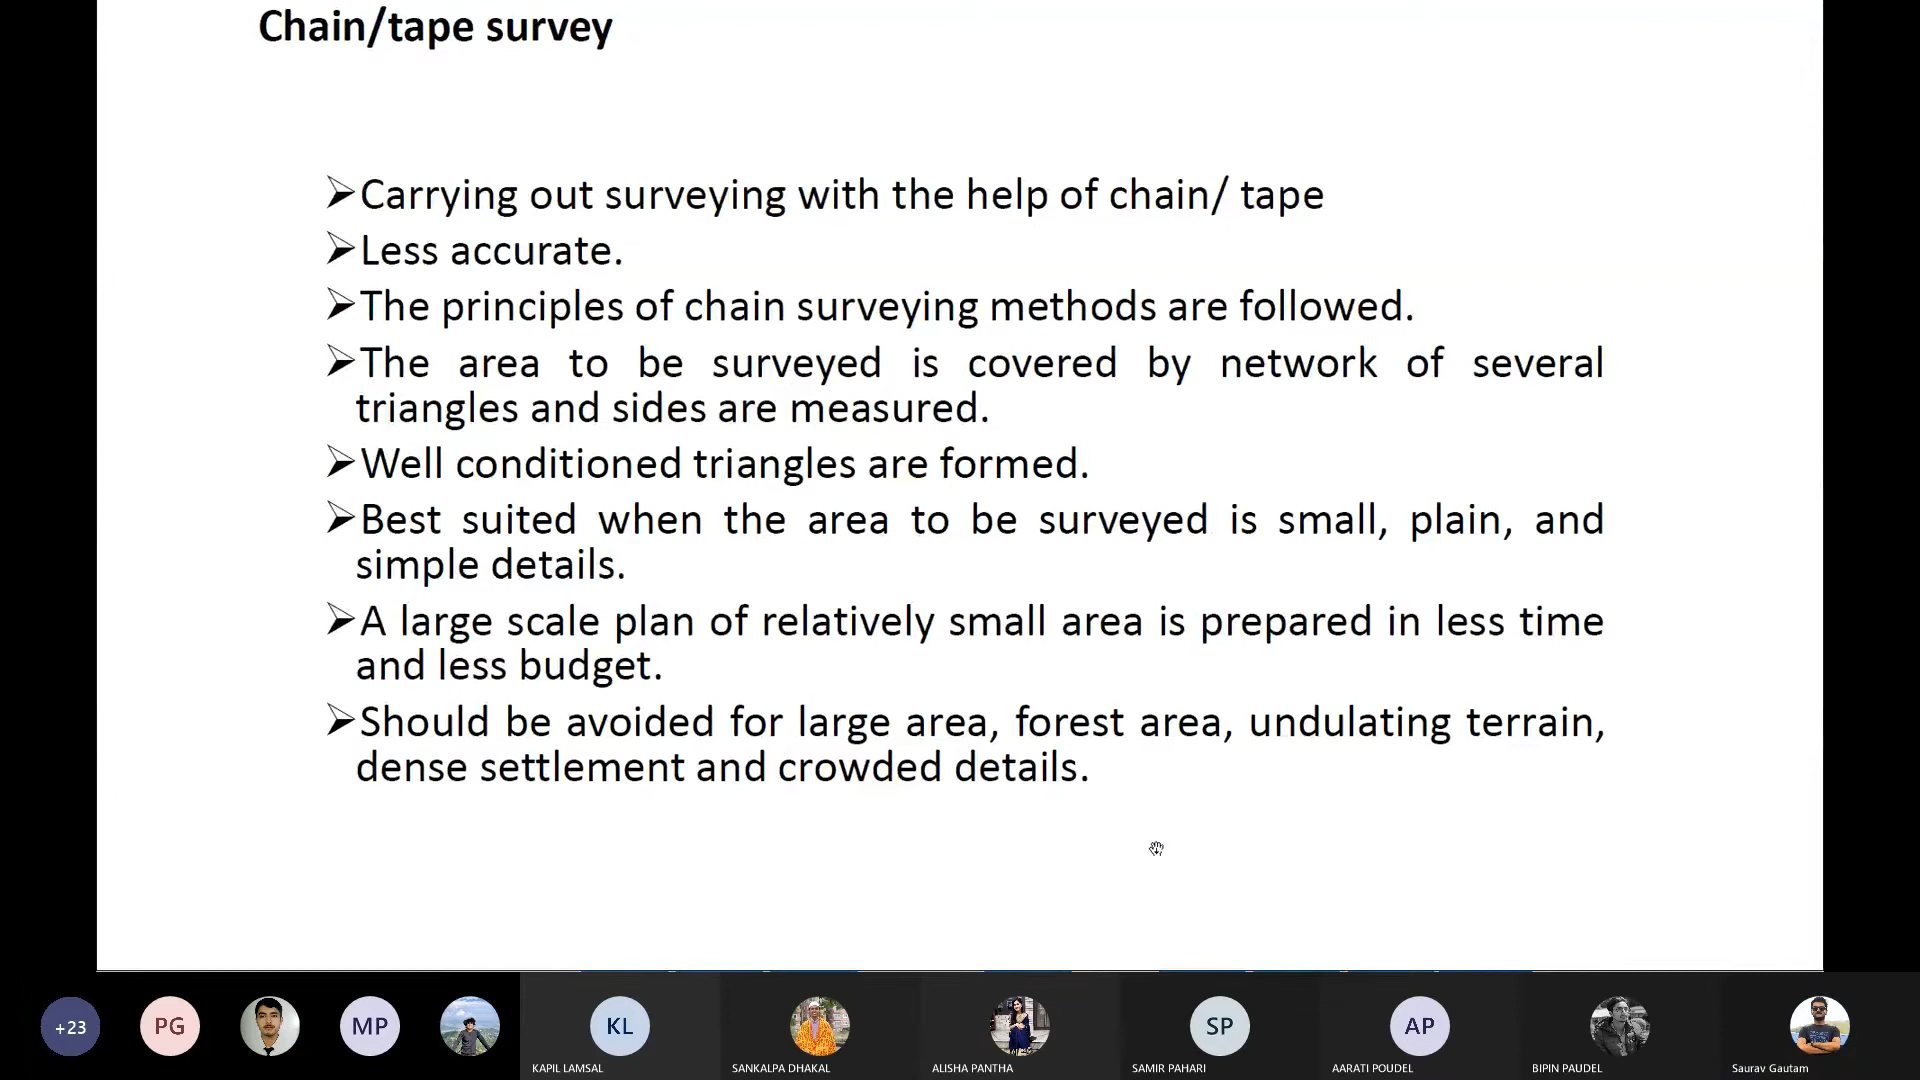 Chain/tape survey
➢Carrying out surveying with the help of chain/ tape
➢Less accurate.
➢The principles of chain surveying methods are followed.
➢The area to be surveyed is covered by network of several
triangles and sides are measured.
➢Well conditioned triangles are formed.
➢Best suited when the area to be surveyed is small, plain, and
simple details.
➢A large scale plan of relatively small area is prepared in less time
and less budget.
➢Should be avoided for large area, forest area, undulating terrain,
dense settlement and crowded details.
+23 PG MP KL SP AP
KAPIL LAMSAL SANKALPA DHAKAL ALISHA PANTHA SAMIR PAHARI AARATI POUDEL BIPIN PAUDEL Saurav Gautam